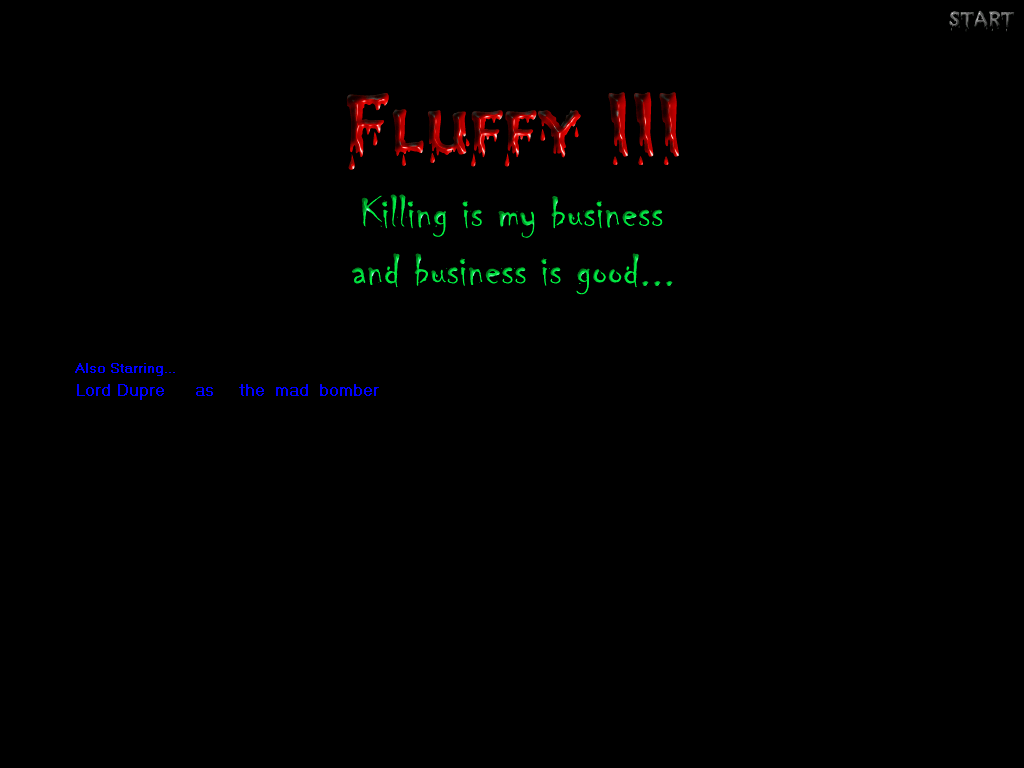 START
Fluffy III
Killing is my business
and business is good...
Also Starring...
Lord Dupre as the mad bomber